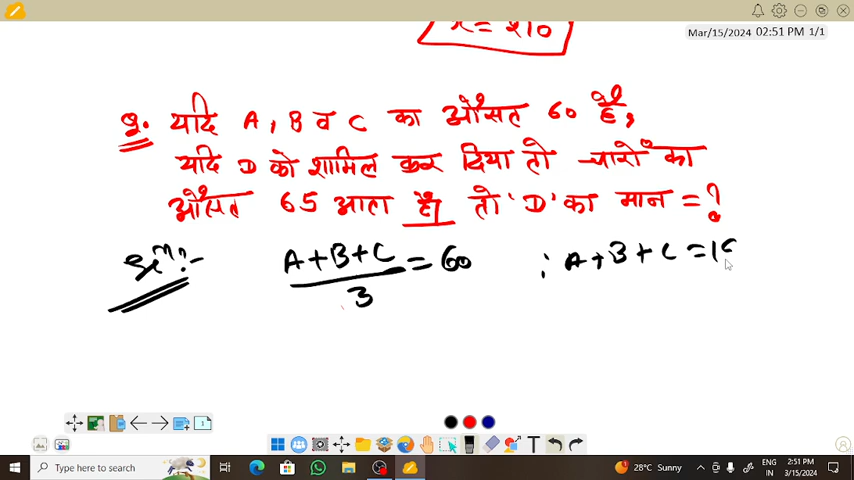 x = 210
Mar/15/2024 02:51 PM 1/1
Q. यदि A, B व C का औसत 60 है,
यदि D को शामिल कर दिया तो चारों का
औसत 65 आता है। तो 'D' का मान = ?
Solⁿ:- A+B+C/3 = 60 ; A+B+C = 18
Type here to search
28°C Sunny
ENG
IN
2:51 PM
3/15/2024